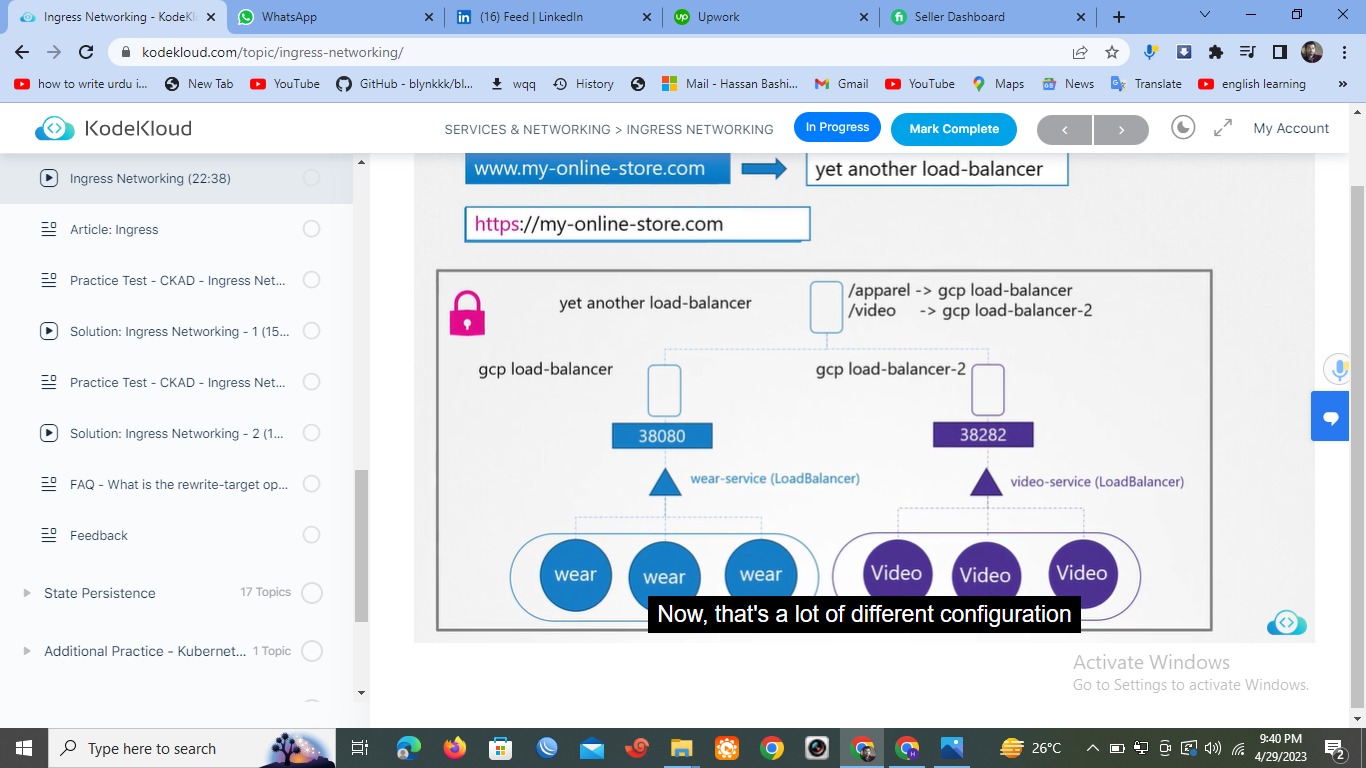 Ingress Networking - KodeKl
WhatsApp
(16) Feed | LinkedIn
Upwork
Seller Dashboard
kodekloud.com/topic/ingress-networking/
how to write urdu i...
New Tab
YouTube
GitHub - blynkkk/bl...
wqq
History
Mail - Hassan Bashi...
Gmail
YouTube
Maps
News
Translate
english learning
»
KodeKloud
SERVICES & NETWORKING > INGRESS NETWORKING
In Progress
Mark Complete
<
>
My Account
Ingress Networking (22:38)
Article: Ingress
Practice Test - CKAD - Ingress Net...
Solution: Ingress Networking - 1 (15...
Practice Test - CKAD - Ingress Net...
Solution: Ingress Networking - 2 (1...
FAQ - What is the rewrite-target op...
Feedback
State Persistence
17 Topics
Additional Practice - Kubernet...
1 Topic
www.my-online-store.com
yet another load-balancer
https://my-online-store.com
yet another load-balancer
/apparel -> gcp load-balancer
/video -> gcp load-balancer-2
gcp load-balancer
gcp load-balancer-2
38080
38282
wear-service (LoadBalancer)
video-service (LoadBalancer)
wear
wear
wear
Video
Video
Video
Now, that's a lot of different configuration
Activate Windows
Go to Settings to activate Windows.
Type here to search
26°C
9:40 PM
4/29/2023
2